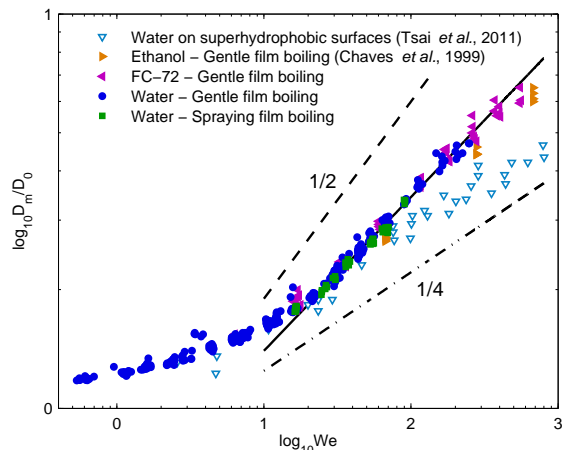 1
▽ Water on superhydrophobic surfaces (Tsai et al., 2011)
Ethanol − Gentle film boiling (Chaves et al., 1999)
FC−72 − Gentle film boiling
Water − Gentle film boiling
Water − Spraying film boiling
1/2
1/4
log10Dm/D0
0
0
1
2
3
log10We